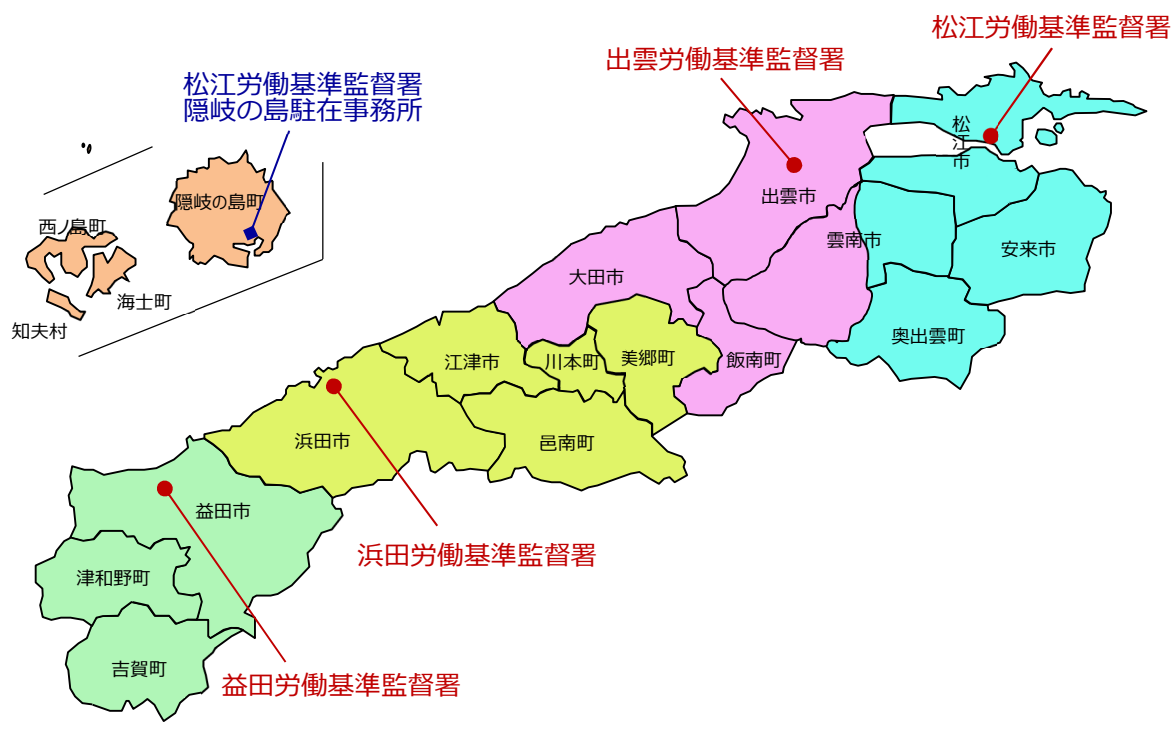 松江労働基準監督署
出雲労働基準監督署
松江労働基準監督署
隠岐の島駐在事務所
松江市
隠岐の島町
出雲市
西ノ島町
雲南市
安来市
大田市
海士町
知夫村
奥出雲町
江津市
川本町
美郷町
飯南町
浜田市
邑南町
益田市
浜田労働基準監督署
津和野町
吉賀町
益田労働基準監督署